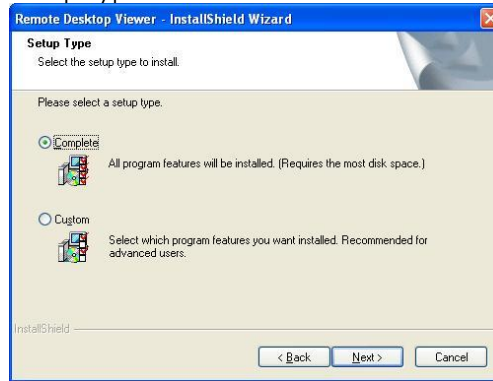 Remote Desktop Viewer - InstallShield Wizard
Setup Type
Select the setup type to install.
Please select a setup type.
Complete
All program features will be installed. (Requires the most disk space.)
Custom
Select which program features you want installed. Recommended for
advanced users.
InstallShield
< Back Next > Cancel